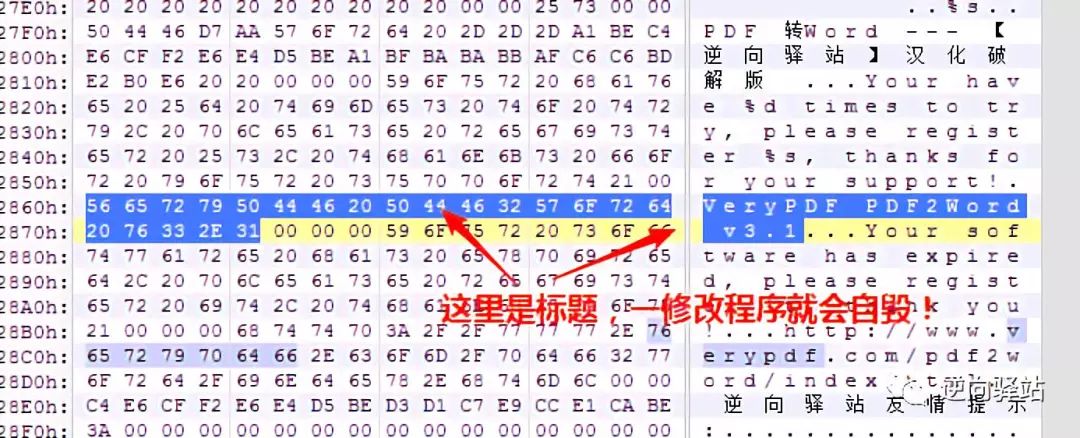 27E0h: 20 20 20 20 20 20 20 20 20 20 00 00 25 73 00 00 ..%s..
27F0h: 50 44 46 D7 AA 57 6F 72 64 20 2D 2D 2D A1 BE C4 PDF 转Word --- 【
2800h: E6 CF F2 E6 E4 D5 BE A1 BF BA BA BB AF C6 C6 BD 逆向驿站】汉化破
2810h: E2 B0 E6 20 20 00 00 00 59 6F 75 72 20 68 61 76 解版 ...Your hav
2820h: 65 20 25 64 20 74 69 6D 65 73 20 74 6F 20 74 72 e %d times to tr
2830h: 79 2C 20 70 6C 65 61 73 65 20 72 65 67 69 73 74 y, please regist
2840h: 65 72 20 25 73 2C 20 74 68 61 6E 6B 73 20 66 6F er %s, thanks fo
2850h: 72 20 79 6F 75 72 20 73 75 70 70 6F 72 74 21 00 r your support!.
2860h: 56 65 72 79 50 44 46 20 50 44 46 32 57 6F 72 64 VeryPDF PDF2Word
2870h: 20 76 33 2E 31 00 00 00 59 6F 75 72 20 73 6F 66 v3.1...Your sof
2880h: 74 77 61 72 65 20 68 61 73 20 65 78 70 69 72 65 tware has expire
2890h: 64 2C 20 6C 65 61 73 65 20 72 65 67 69 73 74 d, please regist
这里是标题，一修改程序就会自毁！
28A0h: 65 72 20 69 74 2C 20 74 68 you
28B0h: 21 00 00 00 68 74 74 70 3A 2F 2F 77 77 77 2E 76 !...http://www.v
28C0h: 65 72 79 70 64 66 2E 63 6F 6D 2F 70 64 66 32 77 erypdf.com/pdf2w
28D0h: 6F 72 64 2F 69 6E 64 65 78 2E 68 74 6D 6C 00 00 ord/index
逆向驿站
28E0h: C4 E6 CF F2 E6 E4 D5 BE D3 D1 C7 E9 CC E1 CA BE 逆向驿站友情提示
28F0h: 3A 00 00 00 00 00 00 00 00 00 00 00 00 00 00 00 :...............